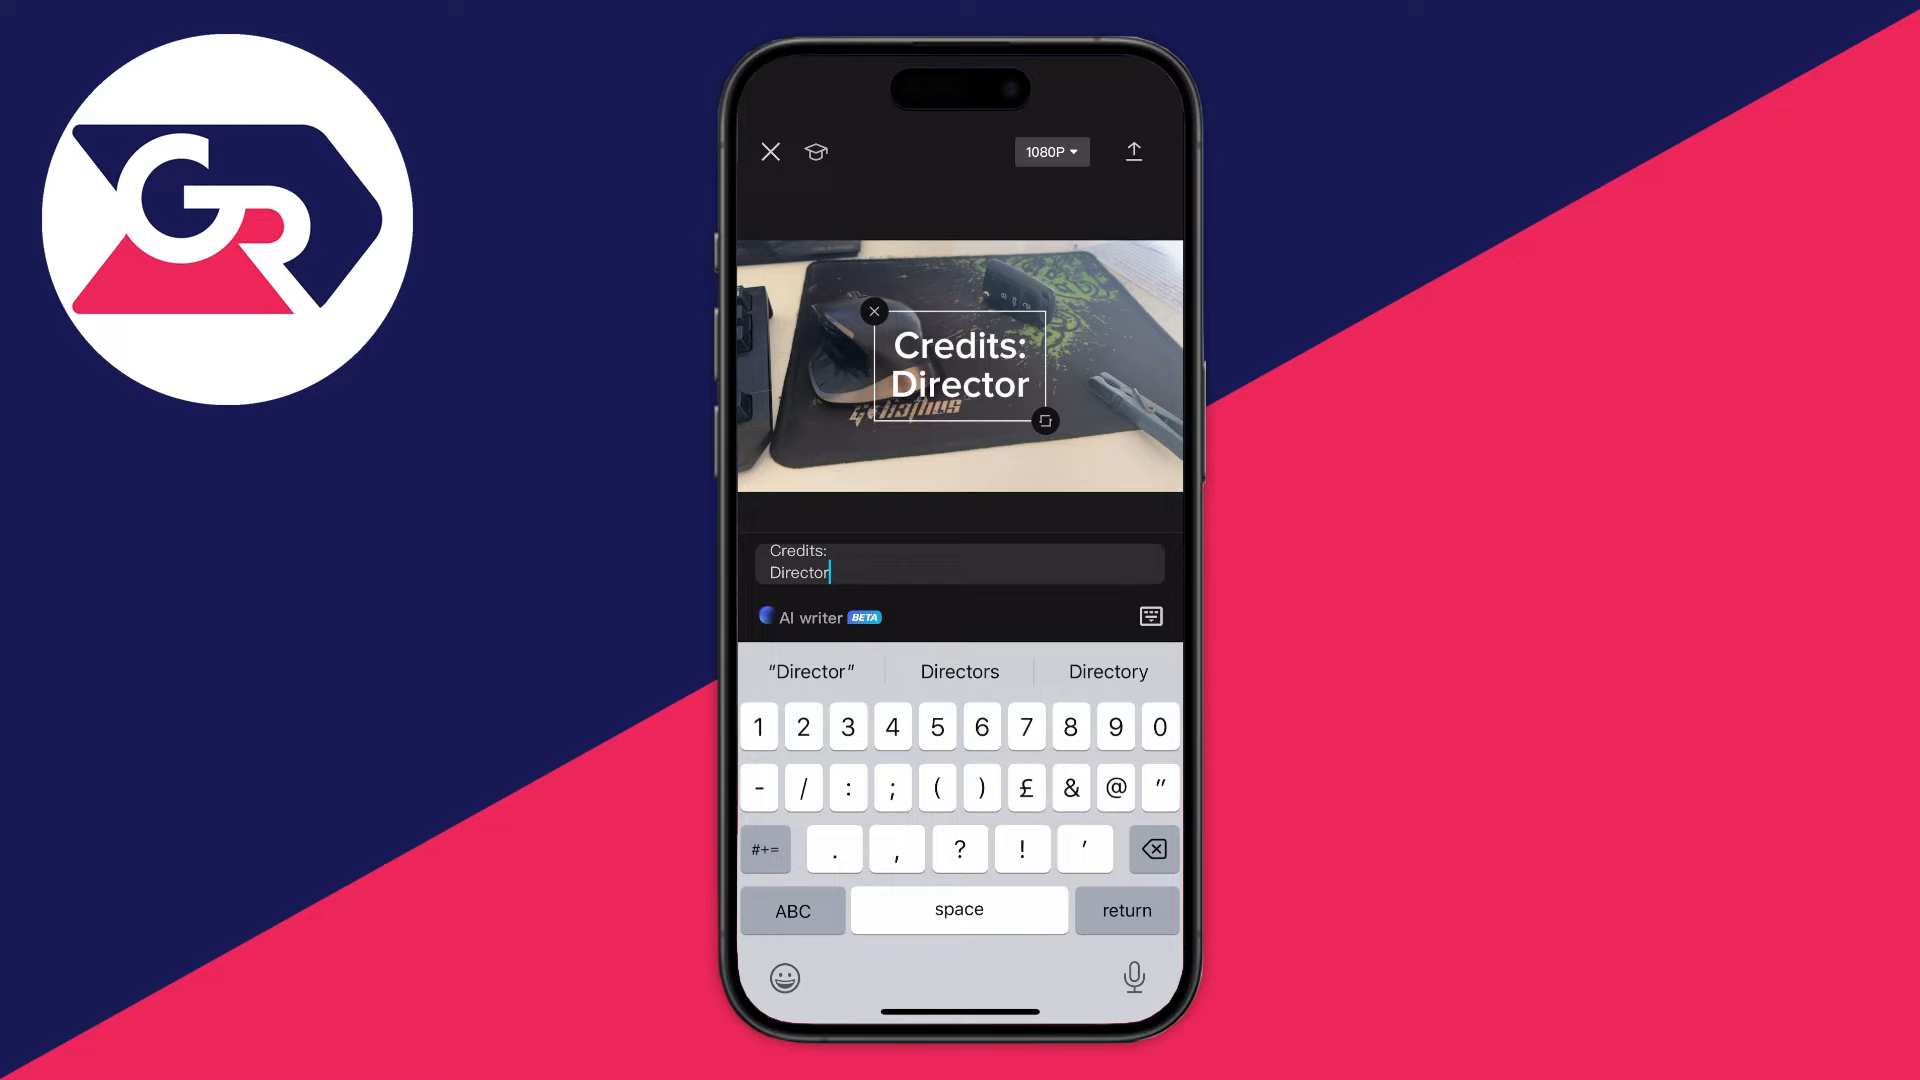 GR
1080P
Credits:
Director
Credits:
Director
AI writer BETA
"Director"
Directors
Directory
1 2 3 4 5 6 7 8 9 0
- / : ; ( ) £ & @ "
#+= . , ? ! '
ABC space return